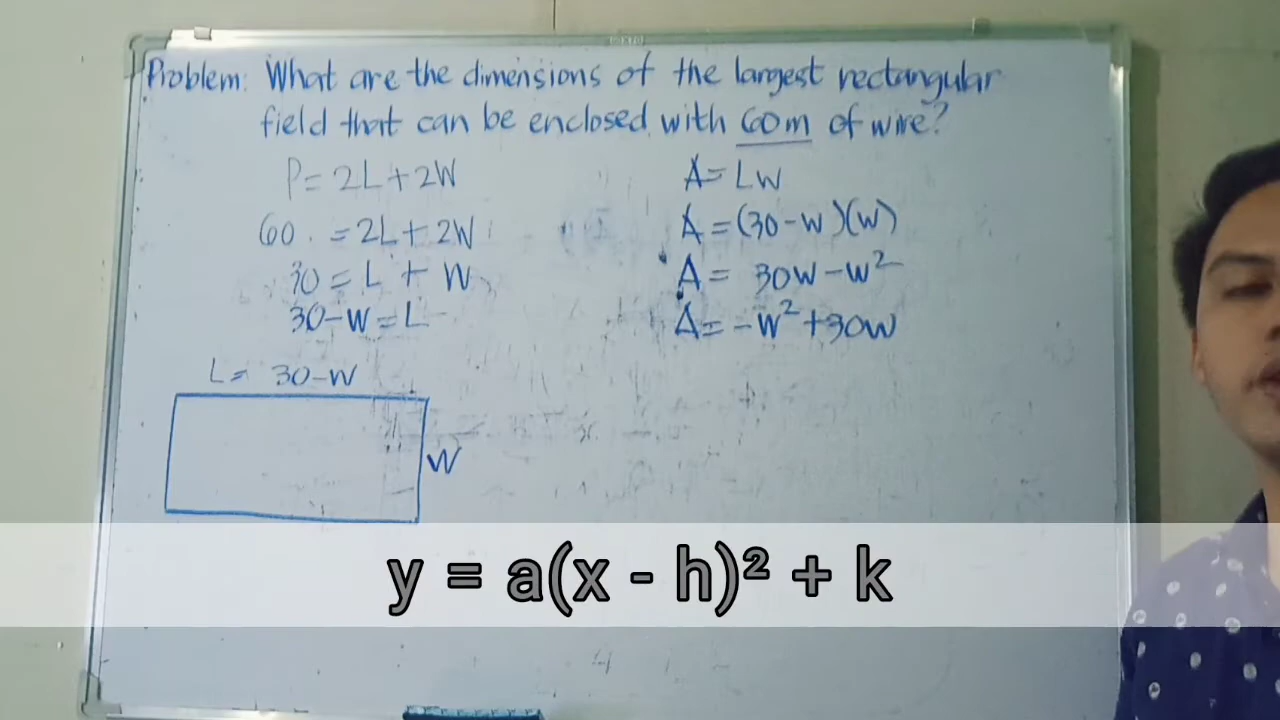 Problem: What are the dimensions of the largest rectangular
field that can be enclosed with 60m of wire?
P = 2L + 2W
60 = 2L + 2W
30 = L + W
30-W = L
L = 30-W
W
A = LW
A = (30-W)(W)
A = 30W - W²
A = -W² + 30W
y = a(x - h)² + k